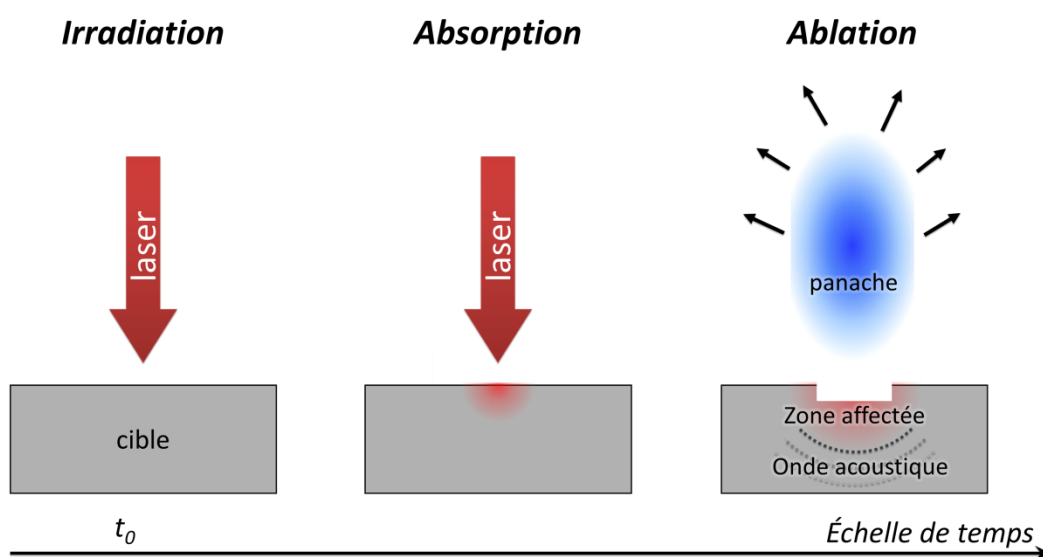 Irradiation
Absorption
Ablation
laser
laser
panache
cible
Zone affectée
Onde acoustique
t0
Échelle de temps